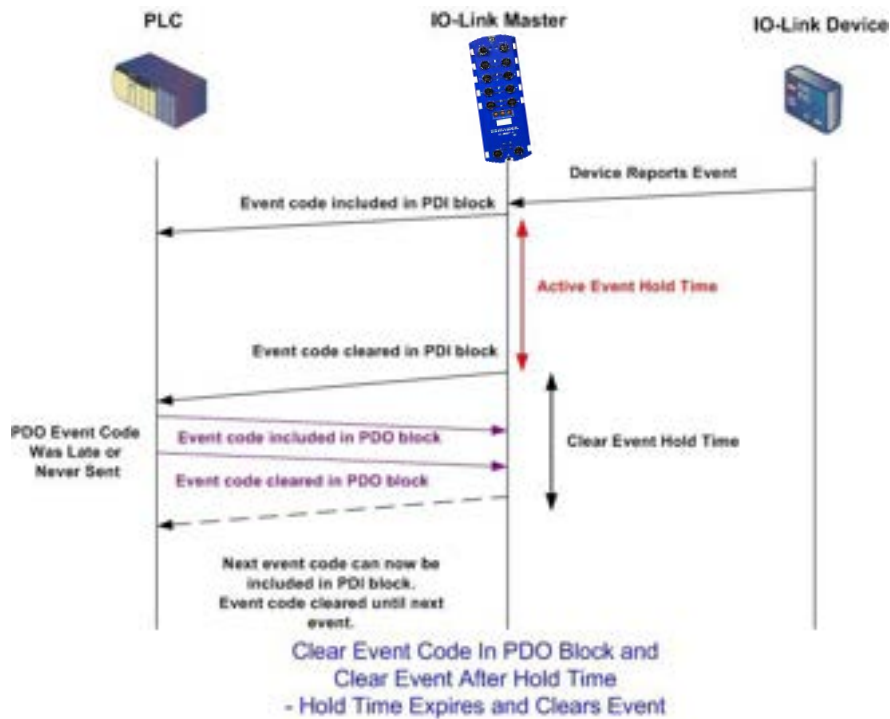 PLC
IO-Link Master
IO-Link Device
Device Reports Event
Event code included in PDI block
Active Event Hold Time
Event code cleared in PDI block
PDO Event Code
Was Late or
Never Sent
Event code included in PDO block
Clear Event Hold Time
Event code cleared in PDO block
Next event code can now be
included in PDI block.
Event code cleared until next
event.
Clear Event Code In PDO Block and
Clear Event After Hold Time
- Hold Time Expires and Clears Event